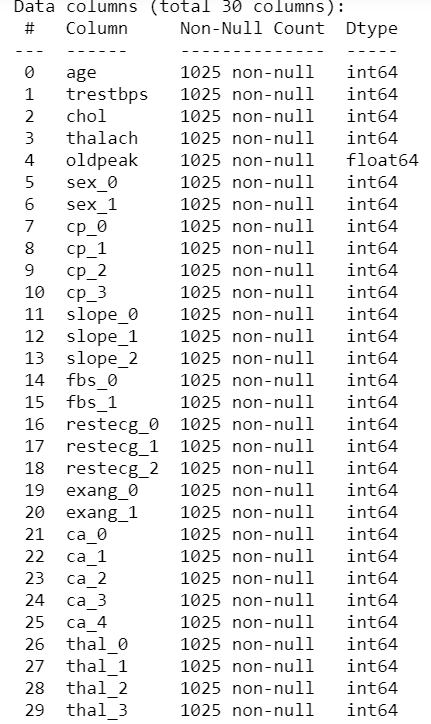 Data columns (total 30 columns):
 #   Column     Non-Null Count  Dtype
---  ------     --------------  -----
 0   age        1025 non-null   int64
 1   trestbps   1025 non-null   int64
 2   chol       1025 non-null   int64
 3   thalach    1025 non-null   int64
 4   oldpeak    1025 non-null   float64
 5   sex_0      1025 non-null   int64
 6   sex_1      1025 non-null   int64
 7   cp_0       1025 non-null   int64
 8   cp_1       1025 non-null   int64
 9   cp_2       1025 non-null   int64
 10  cp_3       1025 non-null   int64
 11  slope_0    1025 non-null   int64
 12  slope_1    1025 non-null   int64
 13  slope_2    1025 non-null   int64
 14  fbs_0      1025 non-null   int64
 15  fbs_1      1025 non-null   int64
 16  restecg_0  1025 non-null   int64
 17  restecg_1  1025 non-null   int64
 18  restecg_2  1025 non-null   int64
 19  exang_0    1025 non-null   int64
 20  exang_1    1025 non-null   int64
 21  ca_0       1025 non-null   int64
 22  ca_1       1025 non-null   int64
 23  ca_2       1025 non-null   int64
 24  ca_3       1025 non-null   int64
 25  ca_4       1025 non-null   int64
 26  thal_0     1025 non-null   int64
 27  thal_1     1025 non-null   int64
 28  thal_2     1025 non-null   int64
 29  thal_3     1025 non-null   int64